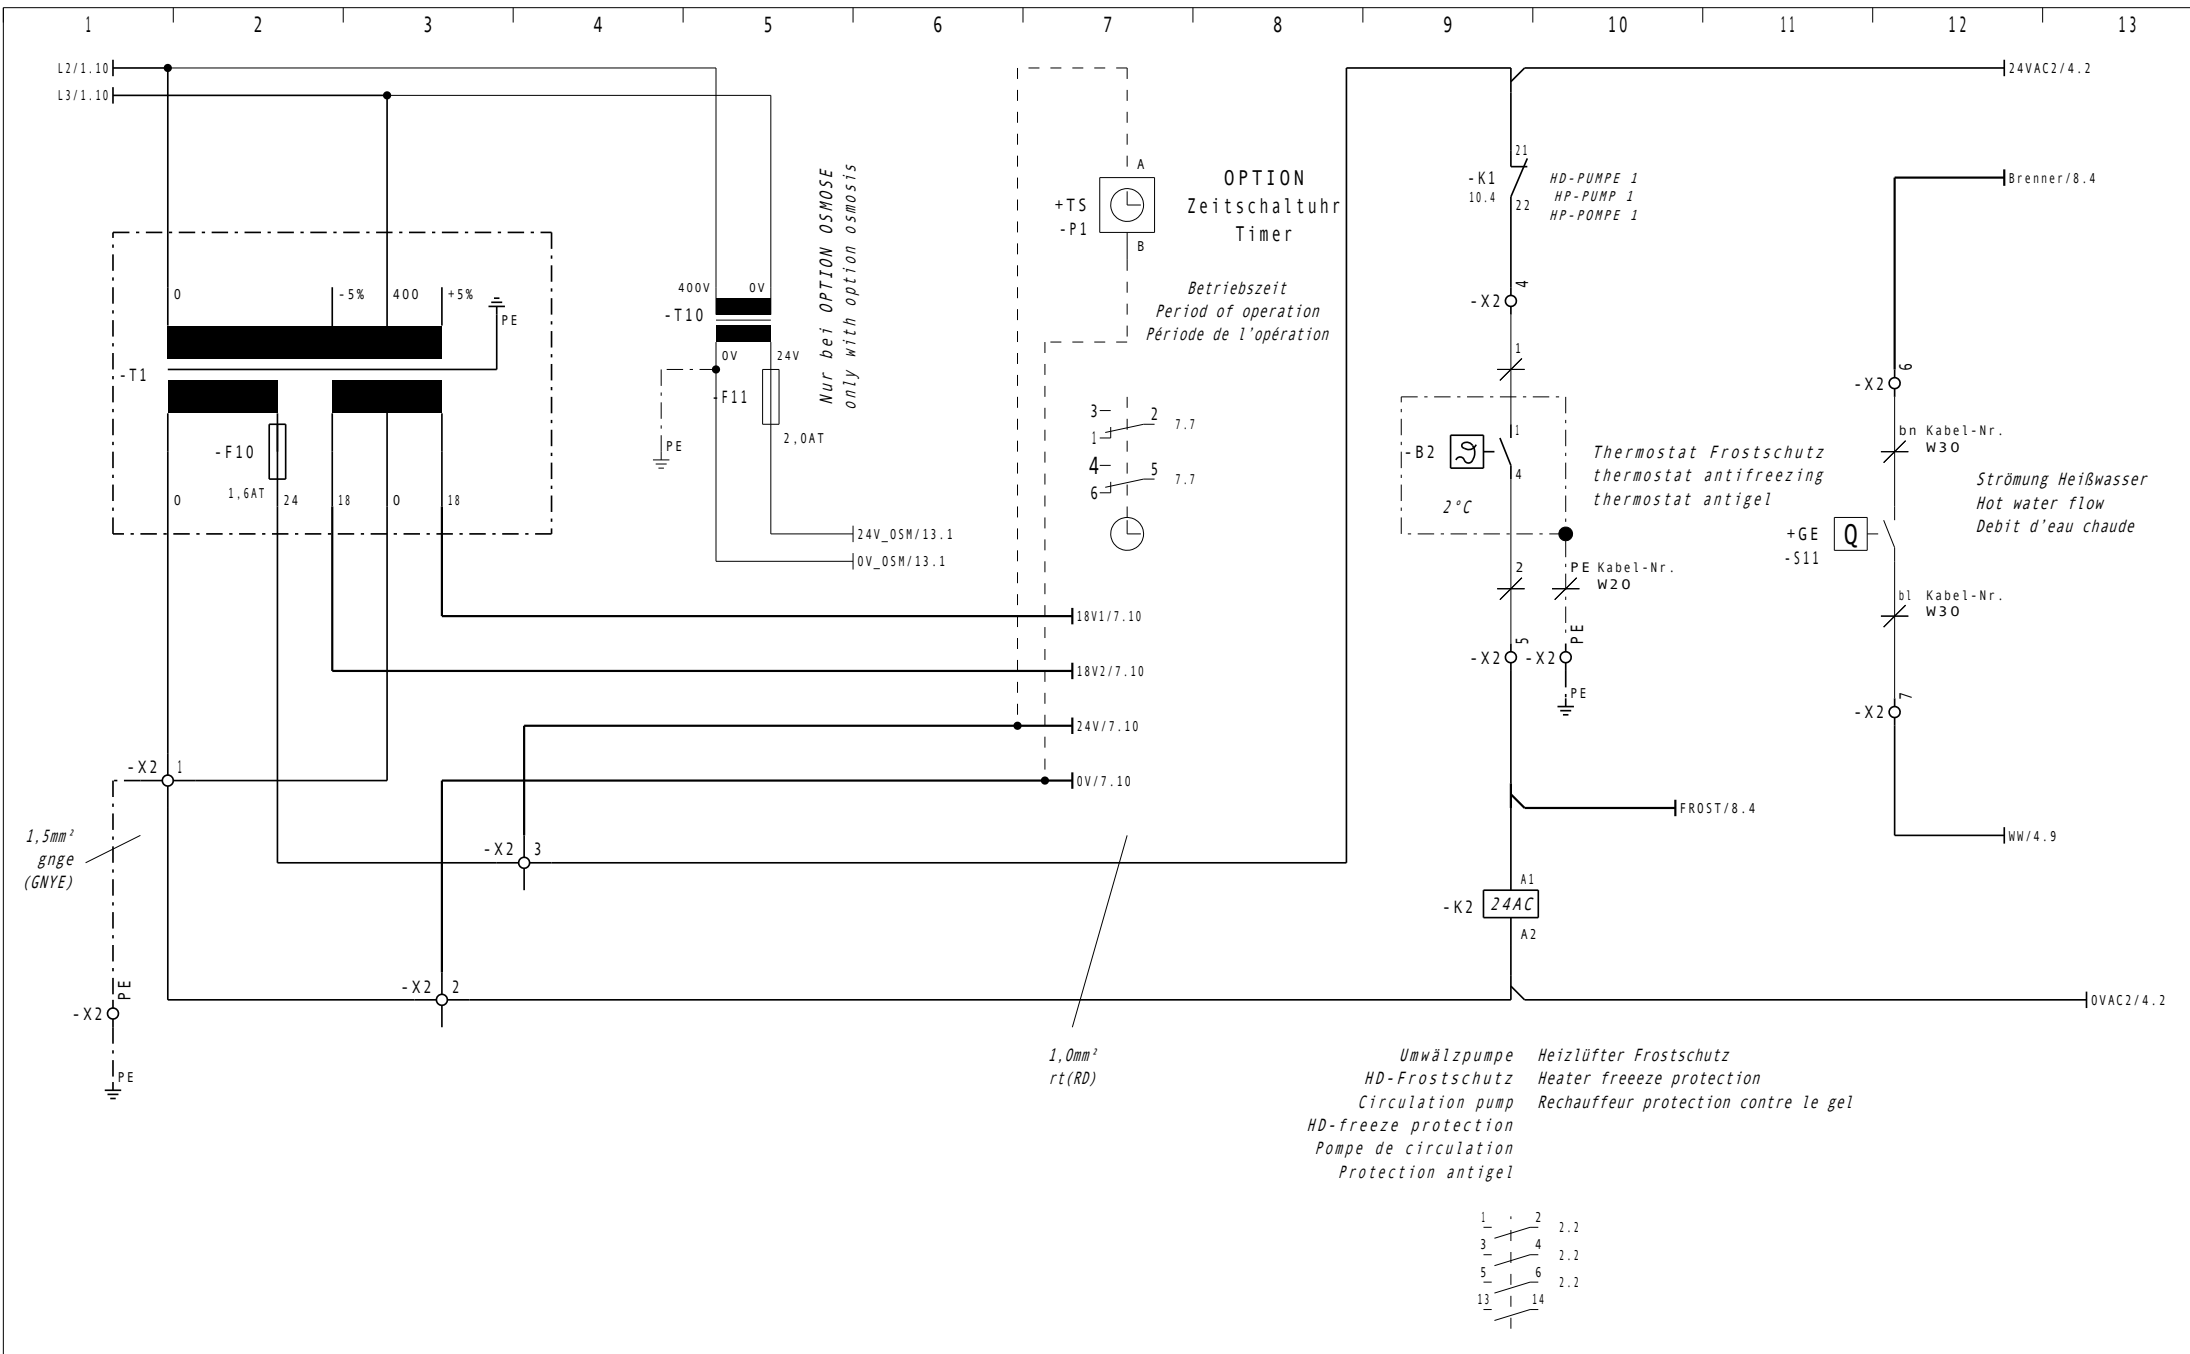 1 2 3 4 5 6 7 8 9 10 11 12 13
L2/1.10
L3/1.10
24VAC2/4.2
Nur bei OPTION OSMOSE
only with option osmosis
A
+TS
-P1
B
OPTION
Zeitschaltuhr
Timer
Betriebszeit
Period of operation
Période de l'opération
21
-K1
10.4
22
HD-PUMPE 1
HP-PUMP 1
HP-POMPE 1
Brenner/8.4
0
-5%
400
+5%
PE
-T1
-F10
1,6AT
0
24
18
0
18
400V
0V
-T10
0V
24V
-F11
2,0AT
PE
24V_OSM/13.1
0V_OSM/13.1
3
2
7.7
1
4
5
7.7
6
-X2
4
1
-B2
1
4
2°C
Thermostat Frostschutz
thermostat antifreezing
thermostat antigel
2
PE Kabel-Nr.
W20
-X2
5
-X2
PE
PE
-X2
6
bn Kabel-Nr.
W30
Strömung Heißwasser
Hot water flow
Debit d'eau chaude
+GE
-S11
Q
bl Kabel-Nr.
W30
-X2
7
18V1/7.10
18V2/7.10
24V/7.10
0V/7.10
-X2 1
FROST/8.4
WW/4.9
1,5mm²
gnge
(GNYE)
-X2 3
A1
-K2
24AC
A2
-X2 2
PE
-X2
PE
0VAC2/4.2
1,0mm²
rt(RD)
Umwälzpumpe
HD-Frostschutz
Circulation pump
HD-freeze protection
Pompe de circulation
Protection antigel
Heizlüfter Frostschutz
Heater freeeze protection
Rechauffeur protection contre le gel
1 2 2.2
3 4 2.2
5 6 2.2
13 14